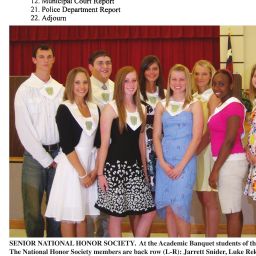 12. Municipal Court Report
21. Police Department Report
22. Adjourn
SENIOR NATIONAL HONOR SOCIETY. At the Academic Banquet students of th
The National Honor Society members are back row (L-R): Jarrett Snider, Luke Rek